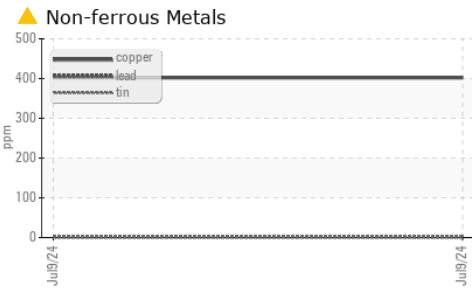 Non-ferrous Metals
500
copper
400
lead
tin
300
ppm
200
100
0
Jul9/24
Jul9/24